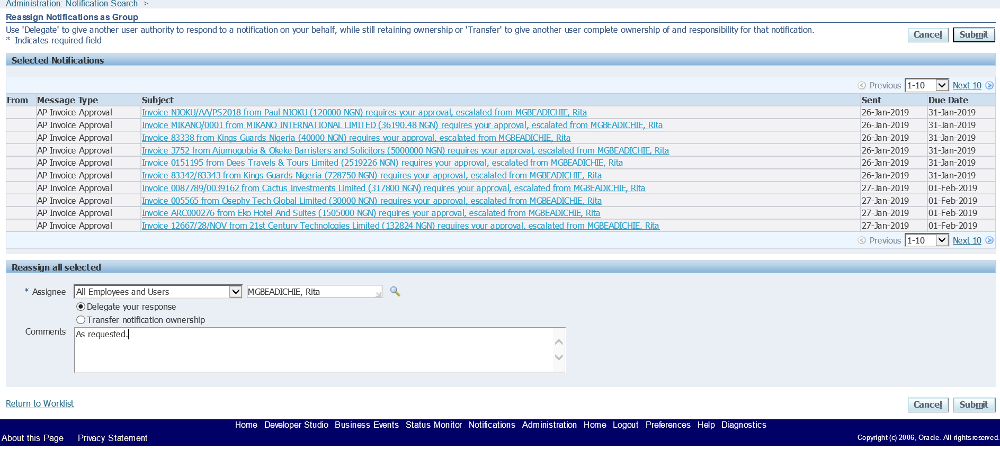 Administration: Notification Search >
Reassign Notifications as Group
Use 'Delegate' to give another user authority to respond to a notification on your behalf, while still retaining ownership or 'Transfer' to give another user complete ownership of and responsibility for that notification.
* Indicates required field
Cancel Submit
Selected Notifications
Previous 1-10 Next 10
From Message Type Subject Sent Due Date
AP Invoice Approval Invoice NJOKU/AA/PS2018 from Paul NJOKU (120000 NGN) requires your approval, escalated from MGBEADICHIE, Rita 26-Jan-2019 31-Jan-2019
AP Invoice Approval Invoice MIKANO/0001 from MIKANO INTERNATIONAL LIMITED (36190.48 NGN) requires your approval, escalated from MGBEADICHIE, Rita 26-Jan-2019 31-Jan-2019
AP Invoice Approval Invoice 83338 from Kings Guards Nigeria (40000 NGN) requires your approval, escalated from MGBEADICHIE, Rita 26-Jan-2019 31-Jan-2019
AP Invoice Approval Invoice 3752 from Ajumogobia & Okeke Barristers and Solicitors (5000000 NGN) requires your approval, escalated from MGBEADICHIE, Rita 26-Jan-2019 31-Jan-2019
AP Invoice Approval Invoice 0151195 from Dees Travels & Tours Limited (2519226 NGN) requires your approval, escalated from MGBEADICHIE, Rita 26-Jan-2019 31-Jan-2019
AP Invoice Approval Invoice 83342/83343 from Kings Guards Nigeria (728750 NGN) requires your approval, escalated from MGBEADICHIE, Rita 26-Jan-2019 31-Jan-2019
AP Invoice Approval Invoice 0087789/0039162 from Cactus Investments Limited (317800 NGN) requires your approval, escalated from MGBEADICHIE, Rita 27-Jan-2019 01-Feb-2019
AP Invoice Approval Invoice 005565 from Osephy Tech Global Limited (30000 NGN) requires your approval, escalated from MGBEADICHIE, Rita 27-Jan-2019 01-Feb-2019
AP Invoice Approval Invoice ARC000276 from Eko Hotel And Suites (1505000 NGN) requires your approval, escalated from MGBEADICHIE, Rita 27-Jan-2019 01-Feb-2019
AP Invoice Approval Invoice 12667/28/NOV from 21st Century Technologies Limited (132824 NGN) requires your approval, escalated from MGBEADICHIE, Rita 27-Jan-2019 01-Feb-2019
Previous 1-10 Next 10
Reassign all selected
* Assignee All Employees and Users MGBEADICHIE, Rita
Delegate your response
Transfer notification ownership
Comments As requested.
Return to Worklist Cancel Submit
Home Developer Studio Business Events Status Monitor Notifications Administration Home Logout Preferences Help Diagnostics
About this Page Privacy Statement Copyright (c) 2006, Oracle. All rights reserved.